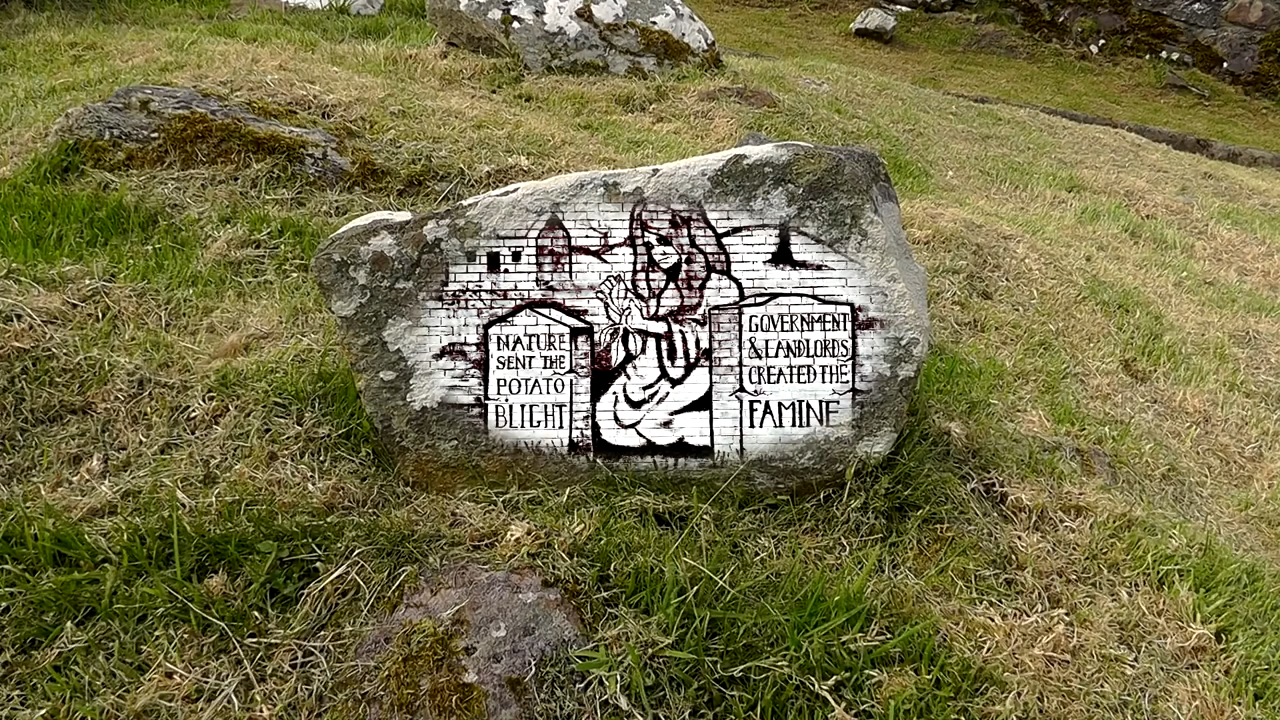 NATURE
SENT THE
POTATO
BLIGHT
GOVERNMENT
& LANDLORDS
CREATED THE
FAMINE